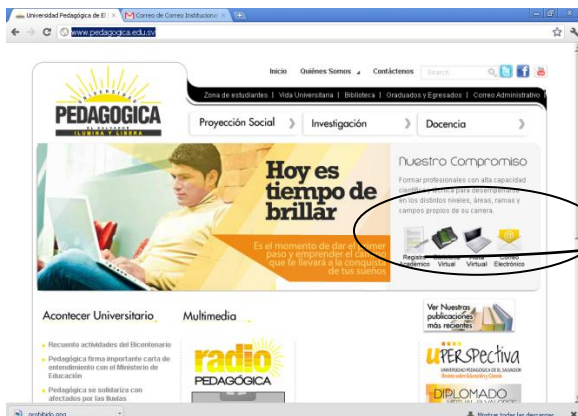 Universidad Pedagógica de El
Correo de Correo Institucional
www.pedagogica.edu.sv
Inicio Quiénes Somos Contáctenos Search...
Zona de estudiantes | Vida Universitaria | Biblioteca | Graduados y Egresados | Correo Administrativo
UNIVERSIDAD
PEDAGÓGICA
EL SALVADOR
ILUMINA Y LIBERA
Proyección Social Investigación Docencia
Hoy es
tiempo de
brillar
Es el momento de dar el primer
paso y emprender el camino
que te llevará a la conquista
de tus sueños
Nuestro Compromiso
Formar profesionales con alta capacidad
científica y técnica para desempeñarse
en los distintos niveles, áreas, ramas y
campos propios de su carrera.
Registro Biblioteca Aula Correo
Académico Virtual Virtual Electrónico
Acontecer Universitario
Recuento actividades del Bicentenario
Pedagógica firma importante carta de
entendimiento con el Ministerio de
Educación
Pedagógica se solidariza con
afectados por las lluvias
Multimedia
radio
PEDAGÓGICA
Ver Nuestras
publicaciones
más recientes
UPERSPectiva
UNIVERSIDAD PEDAGÓGICA DE EL SALVADOR
DIPLOMADO
prohibido.png
Mostrar todas las descargas